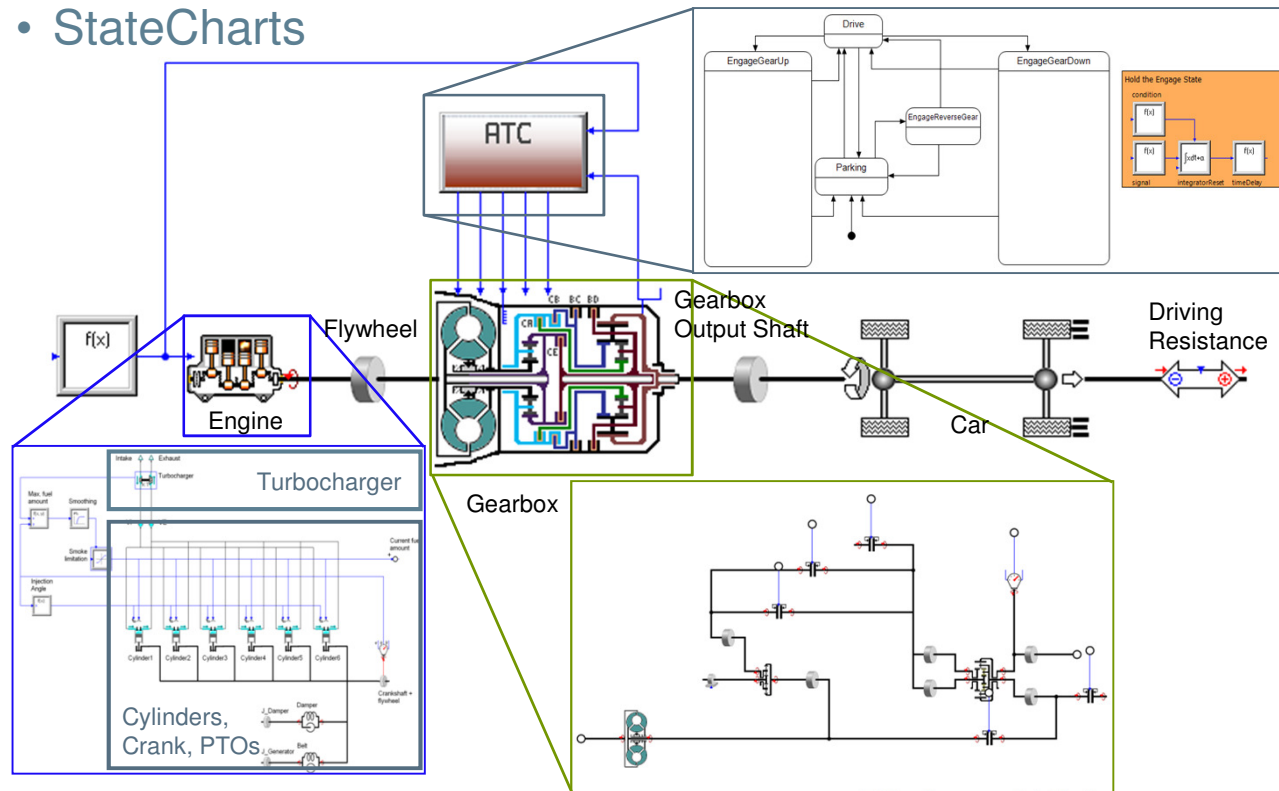 • StateCharts
Drive
EngageGearUp
EngageGearDown
EngageReverseGear
Parking
Hold the Engage State
condition
f(x)
f(x)
∫xdt+α
f(x)
signal
integratorReset
timeDelay
ATC
f(x)
Engine
Flywheel
CB
BC
BD
CA
CE
Gearbox
Output Shaft
Car
Driving
Resistance
Gearbox
Intake
Exhaust
Turbocharger
Turbocharger
Max. fuel
amount
Smoothing
Smoke
limitation
Current fuel
amount
Injection
Angle
Cylinder1
Cylinder2
Cylinder3
Cylinder4
Cylinder5
Cylinder6
Crankshaft +
flywheel
Cylinders,
Crank, PTOs
J_Damper
Damper
J_Generator
Belt